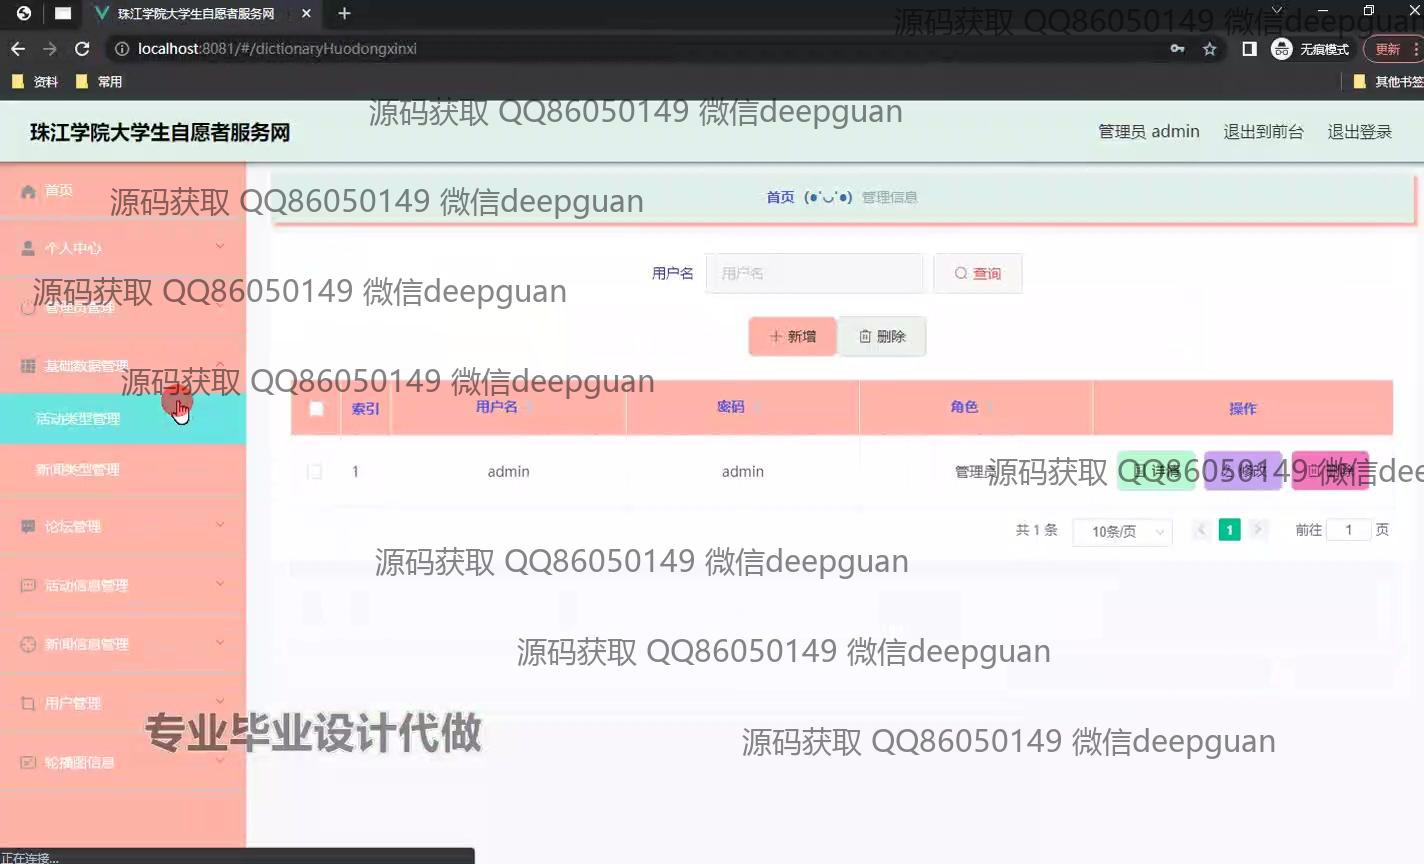 珠江学院大学生自愿者服务网
localhost:8081/#/dictionaryHuodongxinxi
无痕模式
更新
资料
常用
其他书签
源码获取 QQ86050149 微信deepguan
源码获取 QQ86050149 微信deepguan
珠江学院大学生自愿者服务网
管理员 admin
退出到前台
退出登录
首页
源码获取 QQ86050149 微信deepguan
首页 (●'◡'●) 管理信息
个人中心
用户名
用户名
查询
源码获取 QQ86050149 微信deepguan
管理员管理
新增
删除
基础数据管理
源码获取 QQ86050149 微信deepguan
索引
用户名
密码
角色
操作
活动类型管理
新闻类型管理
1
admin
admin
管理员
详情
修改
删除
源码获取 QQ86050149 微信dee
论坛管理
共 1 条
10条/页
1
前往
1
页
源码获取 QQ86050149 微信deepguan
活动信息管理
新闻信息管理
源码获取 QQ86050149 微信deepguan
用户管理
专业毕业设计代做
源码获取 QQ86050149 微信deepguan
轮播图信息
正在连接...